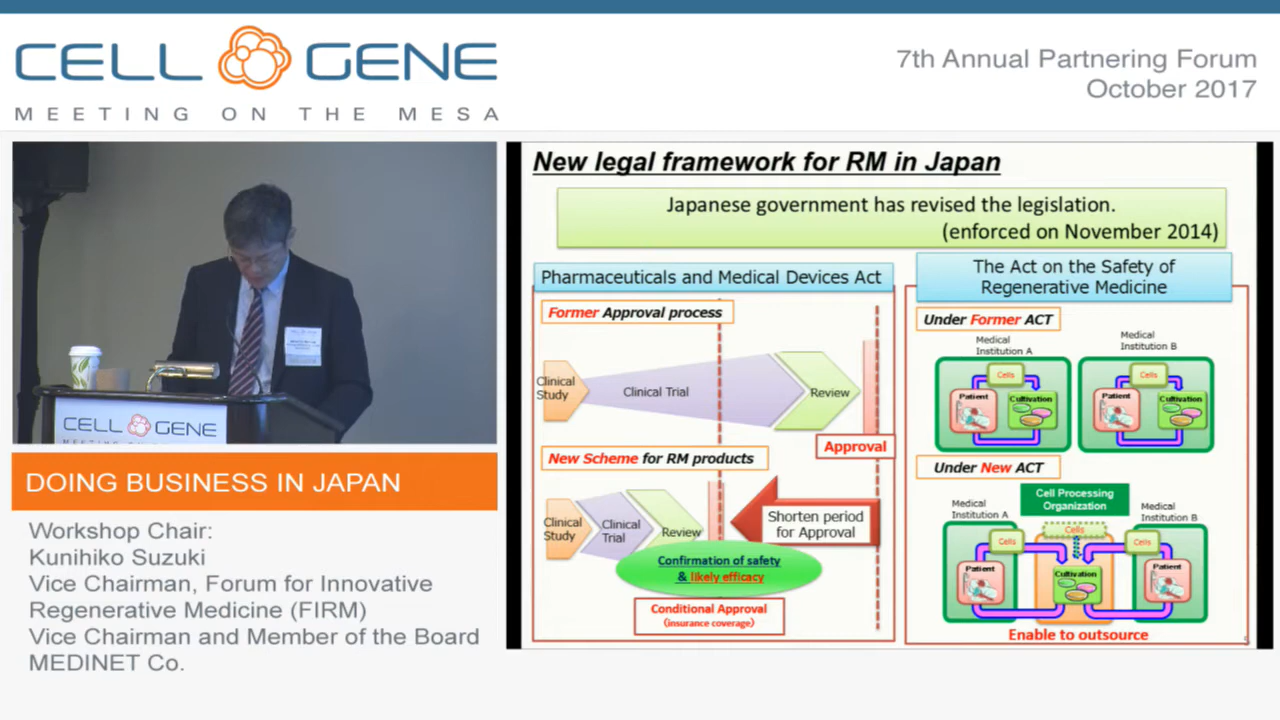 CELL GENE
MEETING ON THE MESA
7th Annual Partnering Forum
October 2017
CELL GENE
DOING BUSINESS IN JAPAN
Workshop Chair:
Kunihiko Suzuki
Vice Chairman, Forum for Innovative
Regenerative Medicine (FIRM)
Vice Chairman and Member of the Board
MEDINET Co.
New legal framework for RM in Japan
Japanese government has revised the legislation.
(enforced on November 2014)
Pharmaceuticals and Medical Devices Act
Former Approval process
Clinical
Study
Clinical Trial
Review
Approval
New Scheme for RM products
Clinical
Study
Clinical
Trial
Review
Shorten period
for Approval
Confirmation of safety
& likely efficacy
Conditional Approval
(insurance coverage)
The Act on the Safety of
Regenerative Medicine
Under Former ACT
Medical
Institution A
Cells
Patient
Cultivation
Medical
Institution B
Cells
Patient
Cultivation
Under New ACT
Cell Processing
Organization
Medical
Institution A
Medical
Institution B
Cells
Cells
Cells
Patient
Cultivation
Patient
Enable to outsource